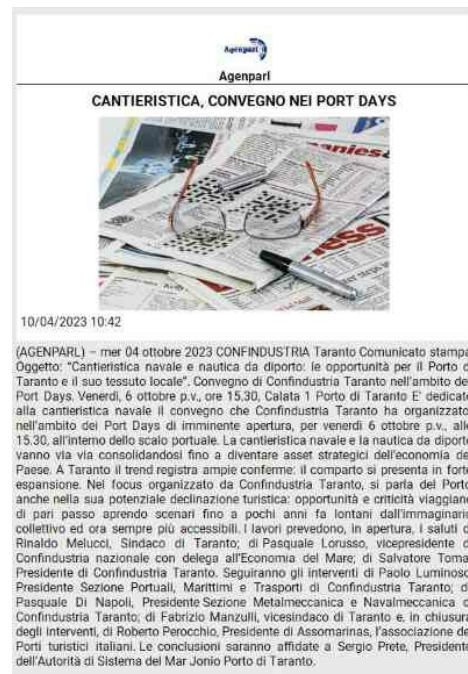 Agenparl
Agenparl
CANTIERISTICA, CONVEGNO NEI PORT DAYS
10/04/2023 10:42
(AGENPARL) – mer 04 ottobre 2023 CONFINDUSTRIA Taranto Comunicato stampa
Oggetto: "Cantieristica navale e nautica da diporto: le opportunità per il Porto d
Taranto e il suo tessuto locale". Convegno di Confindustria Taranto nell'ambito de
Port Days. Venerdì, 6 ottobre p.v., ore 15.30, Calata 1 Porto di Taranto E' dedicato
alla cantieristica navale il convegno che Confindustria Taranto ha organizzato
nell'ambito dei Port Days di imminente apertura, per venerdì 6 ottobre p.v., alle
15.30, all'interno dello scalo portuale. La cantieristica navale e la nautica da diporto
vanno via via consolidandosi fino a diventare asset strategici dell'economia de
Paese. A Taranto il trend registra ampie conferme: il comparto si presenta in forte
espansione. Nel focus organizzato da Confindustria Taranto, si parla del Porto
anche nella sua potenziale declinazione turistica: opportunità e criticità viaggiano
di pari passo aprendo scenari fino a pochi anni fa lontani dall'immaginario
collettivo ed ora sempre più accessibili. I lavori prevedono, in apertura, i saluti d
Rinaldo Melucci, Sindaco di Taranto; di Pasquale Lorusso, vicepresidente d
Confindustria nazionale con delega all'Economia del Mare; di Salvatore Toma,
Presidente di Confindustria Taranto. Seguiranno gli interventi di Paolo Luminoso
Presidente Sezione Portuali, Marittimi e Trasporti di Confindustria Taranto; d
Pasquale Di Napoli, Presidente Sezione Metalmeccanica e Navalmeccanica d
Confindustria Taranto; di Fabrizio Manzulli, vicesindaco di Taranto e, in chiusura
degli interventi, di Roberto Perocchio, Presidente di Assomarinas, l'associazione de
Porti turistici italiani. Le conclusioni saranno affidate a Sergio Prete, Presidente
dell'Autorità di Sistema del Mar Jonio Porto di Taranto.